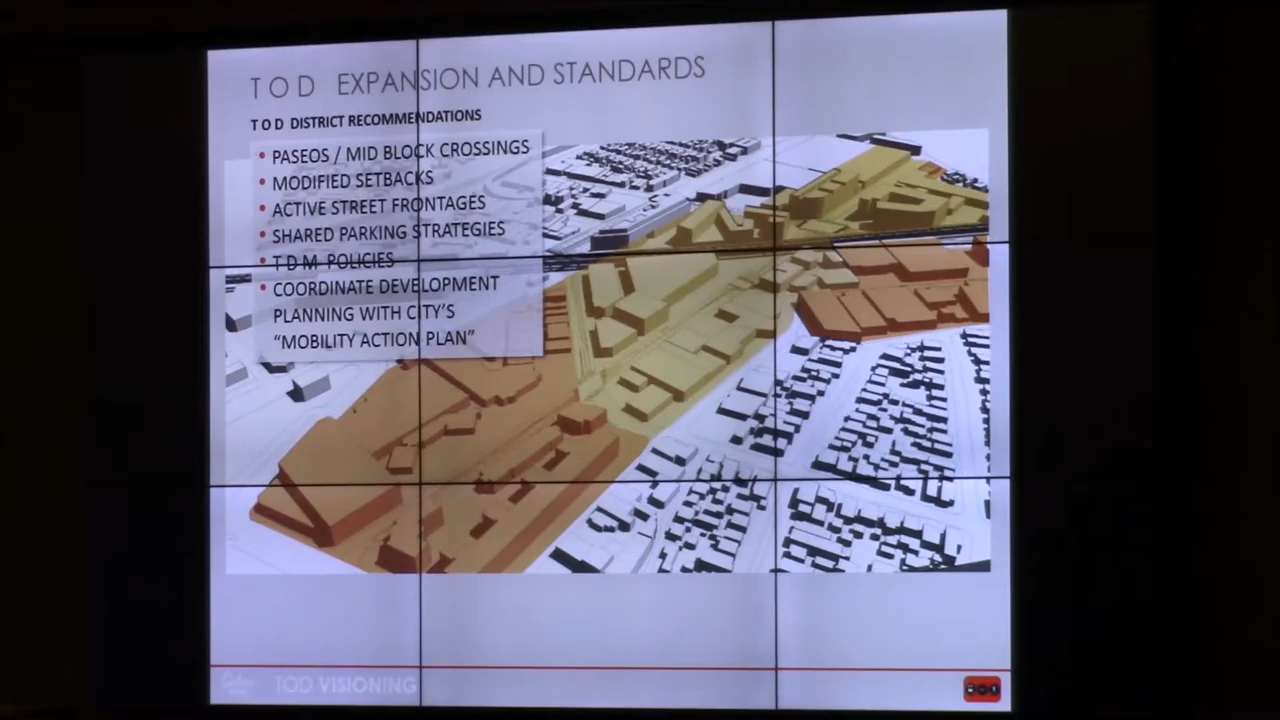 TOD EXPANSION AND STANDARDS
TOD DISTRICT RECOMMENDATIONS
• PASEOS / MID BLOCK CROSSINGS
• MODIFIED SETBACKS
• ACTIVE STREET FRONTAGES
• SHARED PARKING STRATEGIES
• TDM POLICIES
• COORDINATE DEVELOPMENT
PLANNING WITH CITY'S
"MOBILITY ACTION PLAN"
TOD VISIONING